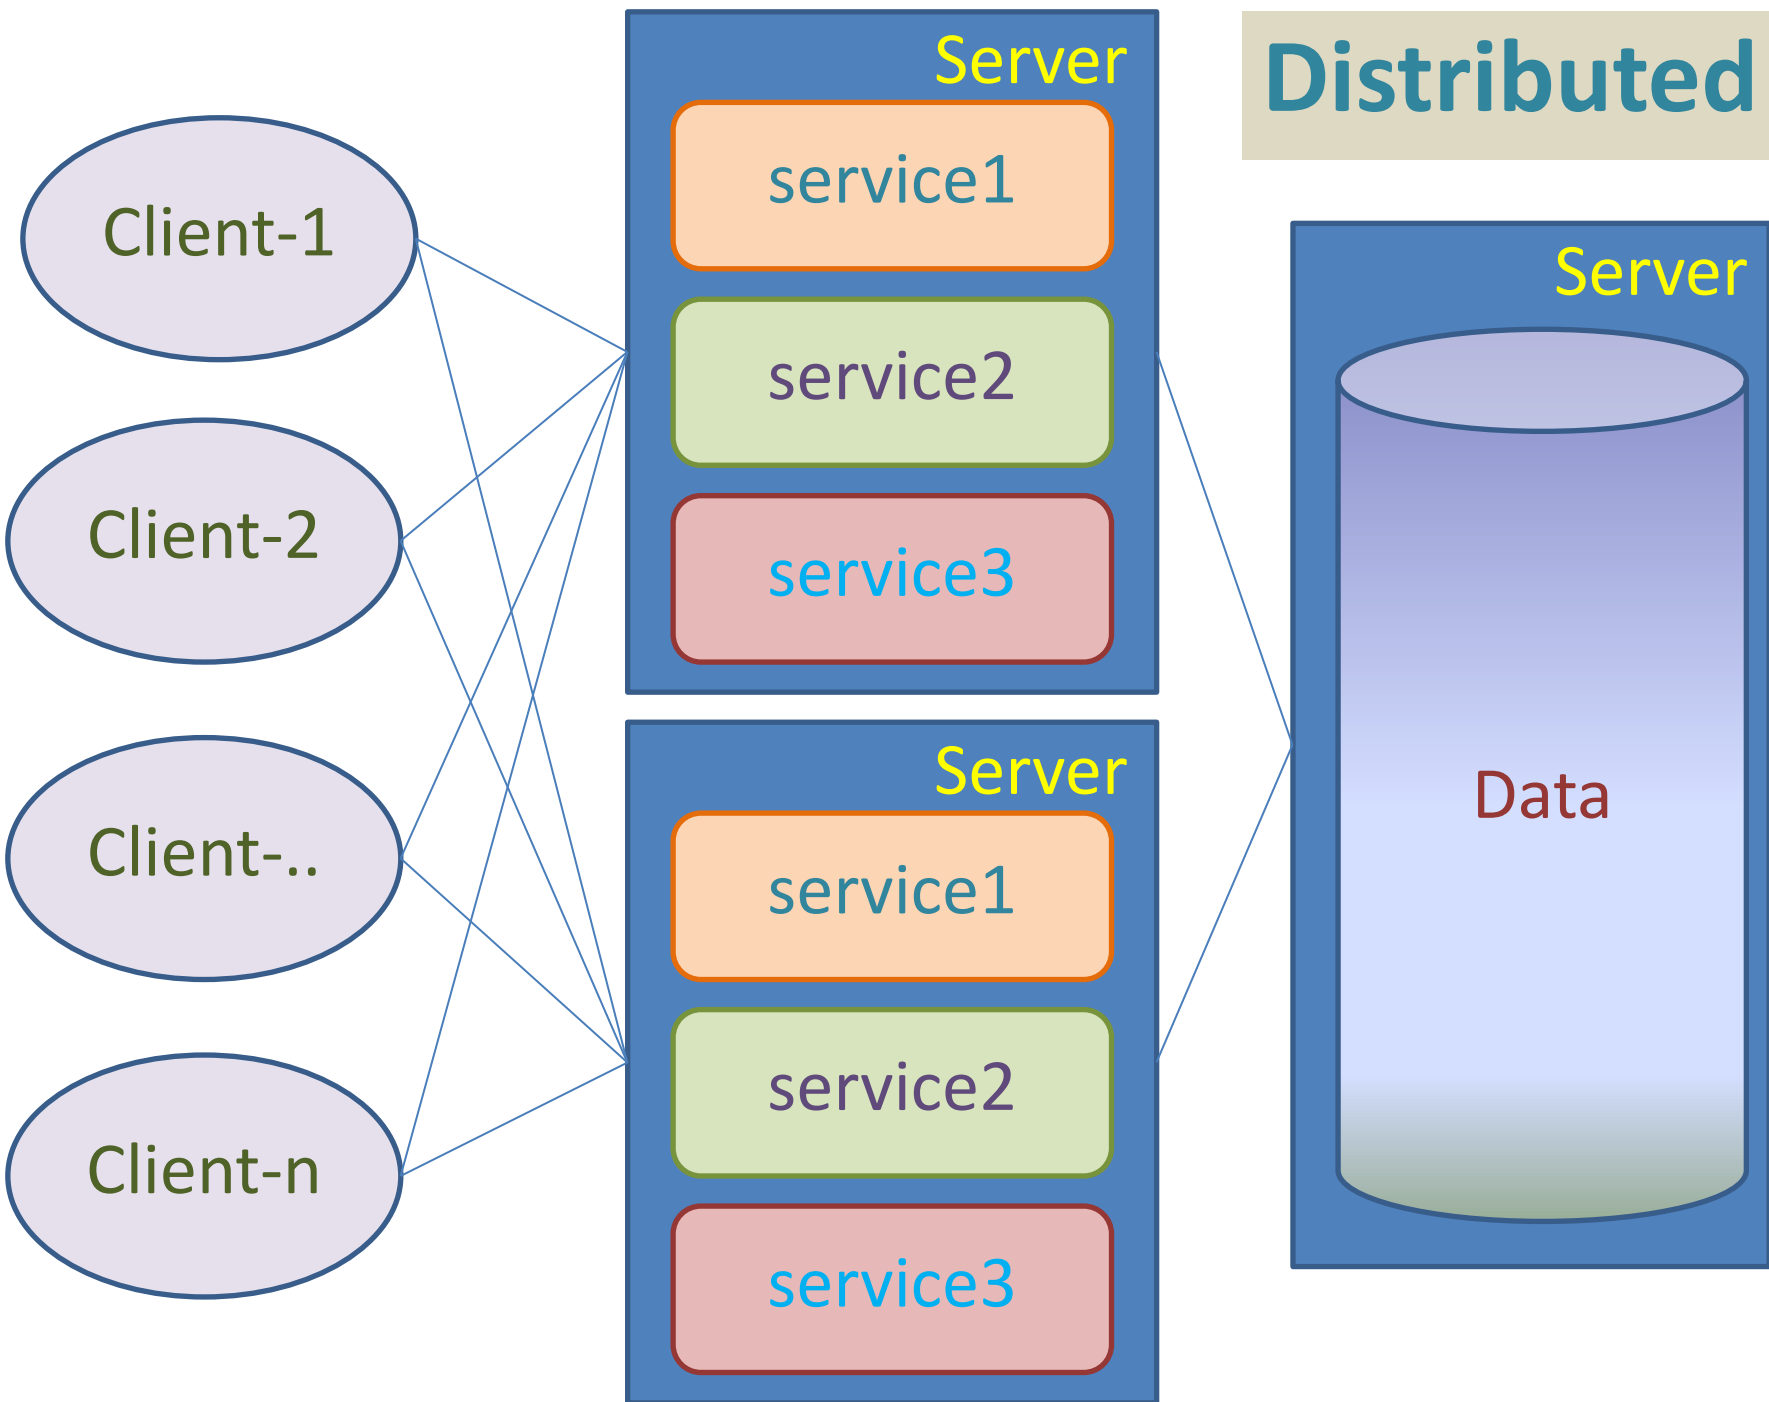 Distributed
Client-1
Client-2
Client-..
Client-n
Server
service1
service2
service3
Server
service1
service2
service3
Server
Data